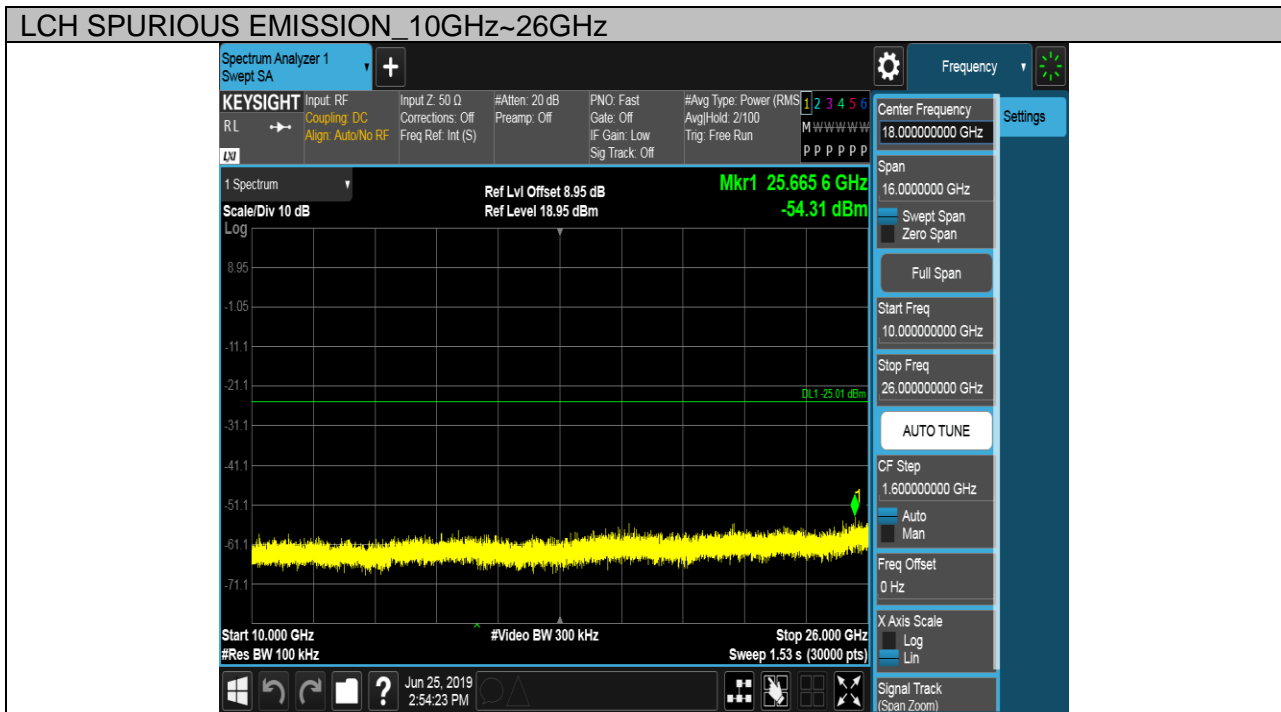 LCH SPURIOUS EMISSION_10GHz~26GHz
Spectrum Analyzer 1
Swept SA
Frequency
KEYSIGHT
RL
LXI
Input: RF
Coupling: DC
Align: Auto/No RF
Input Z: 50 Ω
Corrections: Off
Freq Ref: Int (S)
#Atten: 20 dB
Preamp: Off
PNO: Fast
Gate: Off
IF Gain: Low
Sig Track: Off
#Avg Type: Power (RMS
Avg|Hold: 2/100
Trig: Free Run
1 2 3 4 5 6
M W W W W W
P P P P P P
1 Spectrum
Scale/Div 10 dB
Log
Ref Lvl Offset 8.95 dB
Ref Level 18.95 dBm
Mkr1 25.665 6 GHz
-54.31 dBm
8.95
-1.05
-11.1
-21.1
DL1 -25.01 dBm
-31.1
-41.1
-51.1
1
-61.1
-71.1
Start 10.000 GHz
#Res BW 100 kHz
#Video BW 300 kHz
Stop 26.000 GHz
Sweep 1.53 s (30000 pts)
Jun 25, 2019
2:54:23 PM
?
Center Frequency
18.000000000 GHz
Settings
Span
16.0000000 GHz
Swept Span
Zero Span
Full Span
Start Freq
10.000000000 GHz
Stop Freq
26.000000000 GHz
AUTO TUNE
CF Step
1.600000000 GHz
Auto
Man
Freq Offset
0 Hz
X Axis Scale
Log
Lin
Signal Track
(Span Zoom)